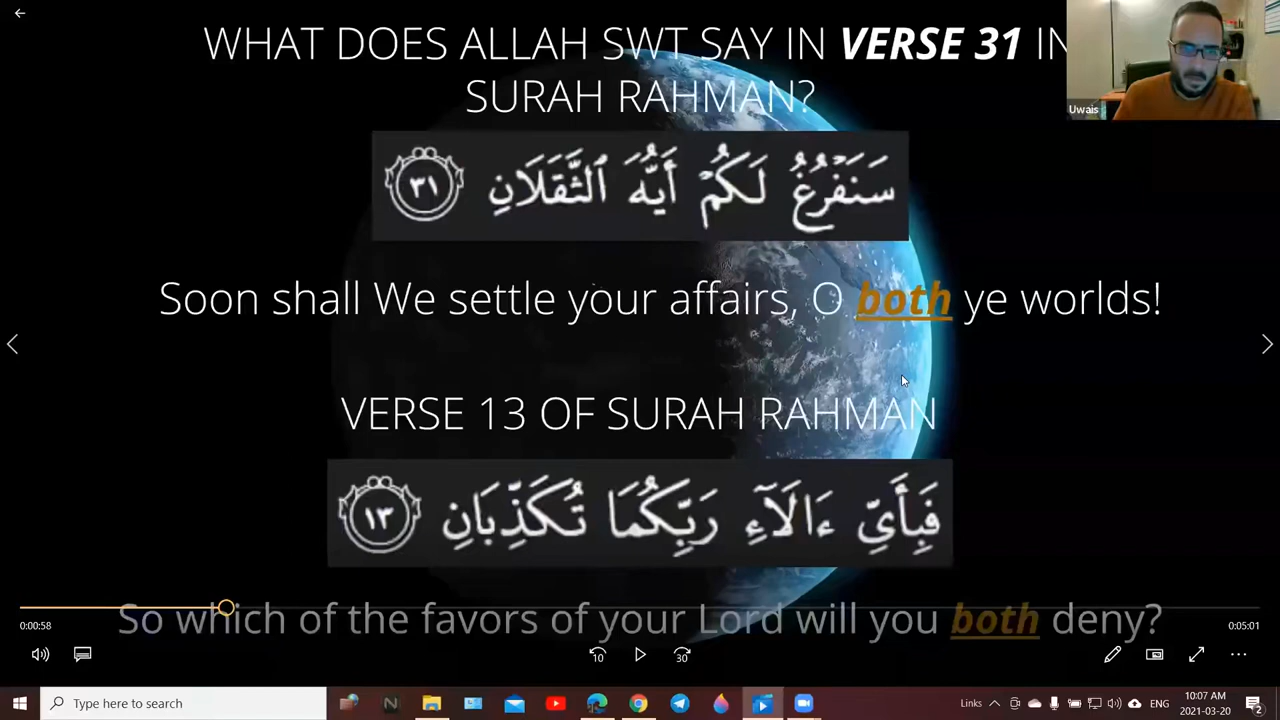 WHAT DOES ALLAH SWT SAY IN VERSE 31 IN
SURAH RAHMAN?
Uwais
سَنَفْرُغُ لَكُمْ أَيُّهَ ٱلثَّقَلَانِ ٣١
Soon shall We settle your affairs, O both ye worlds!
VERSE 13 OF SURAH RAHMAN
فَبِأَيِّ ءَالَآءِ رَبِّكُمَا تُكَذِّبَانِ ١٣
So which of the favors of your Lord will you both deny?
0:00:58
0:05:01
10
30
Type here to search
Links
ENG
10:07 AM
2021-03-20
2